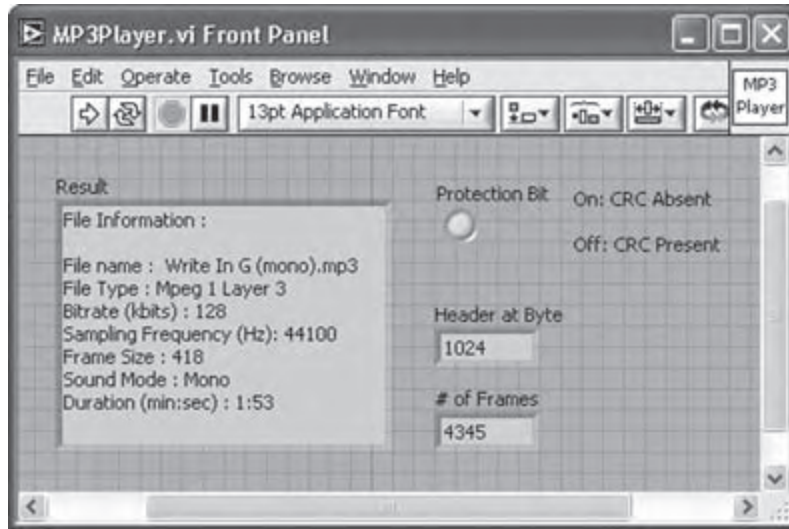 MP3Player.vi Front Panel
File Edit Operate Tools Browse Window Help
13pt Application Font
MP3
Player
Result
File Information :
File name : Write In G (mono).mp3
File Type : Mpeg 1 Layer 3
Bitrate (kbits) : 128
Sampling Frequency (Hz): 44100
Frame Size : 418
Sound Mode : Mono
Duration (min:sec) : 1:53
Protection Bit
On: CRC Absent
Off: CRC Present
Header at Byte
1024
# of Frames
4345